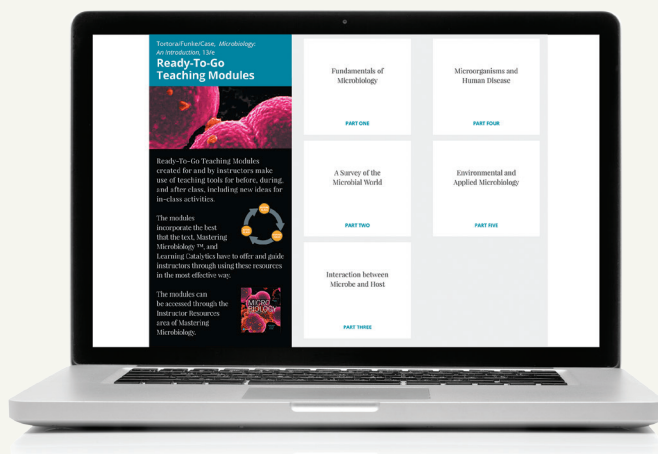 Tortora/Funke/Case, Microbiology:
An Introduction, 13/e
Ready-To-Go
Teaching Modules
Ready-To-Go Teaching Modules
created for and by instructors make
use of teaching tools for before, during,
and after class, including new ideas for
in-class activities.
The modules
incorporate the best
that the text, Mastering
Microbiology ™, and
Learning Catalytics have to offer and guide
instructors through using these resources
in the most effective way.
The modules can
be accessed through the
Instructor Resources
area of Mastering
Microbiology.
MICRO
BIOLOGY
Fundamentals of
Microbiology
PART ONE
Microorganisms and
Human Disease
PART FOUR
A Survey of the
Microbial World
PART TWO
Environmental and
Applied Microbiology
PART FIVE
Interaction between
Microbe and Host
PART THREE